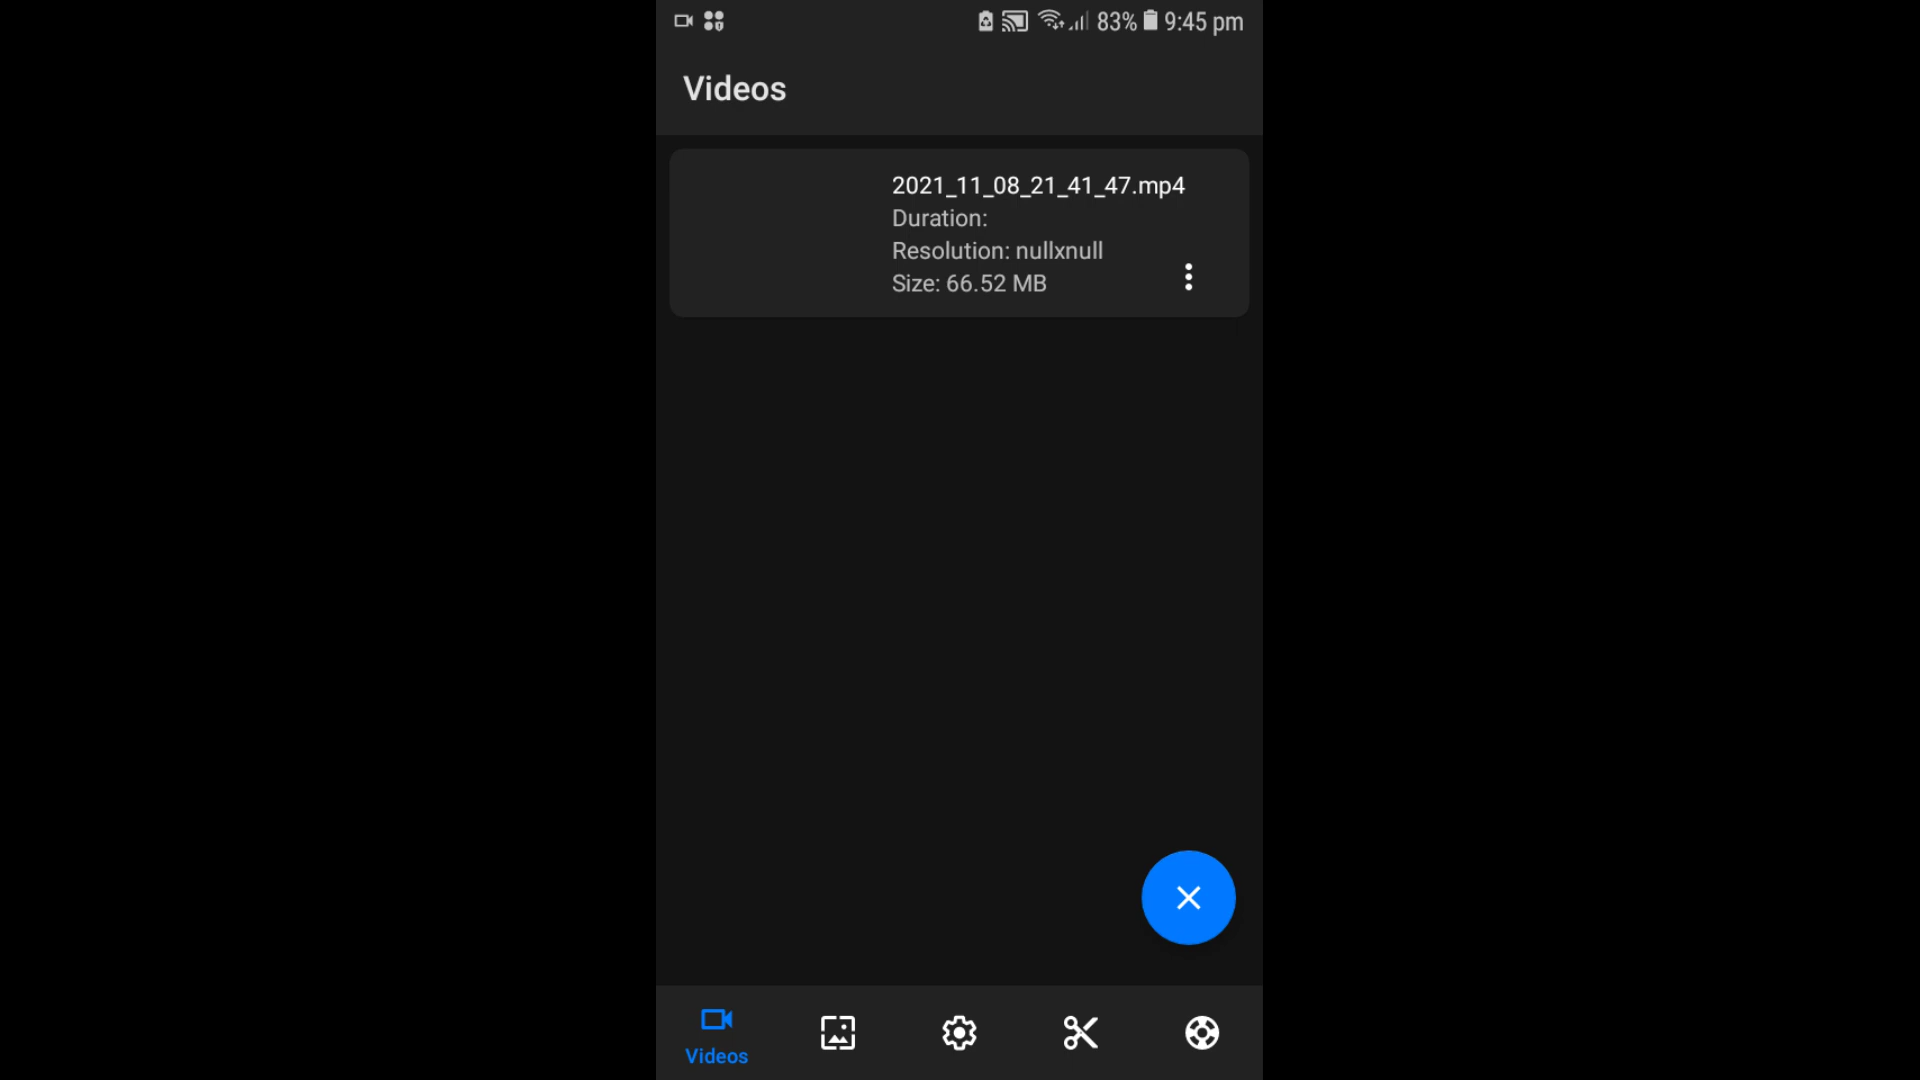 83% 9:45 pm
Videos
2021_11_08_21_41_47.mp4
Duration:
Resolution: nullxnull
Size: 66.52 MB
Videos